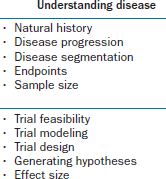 Understanding disease
· Natural history
· Disease progression
· Disease segmentation
· Endpoints
· Sample size
· Trial feasibility
· Trial modeling
· Trial design
· Generating hypotheses
· Effect size